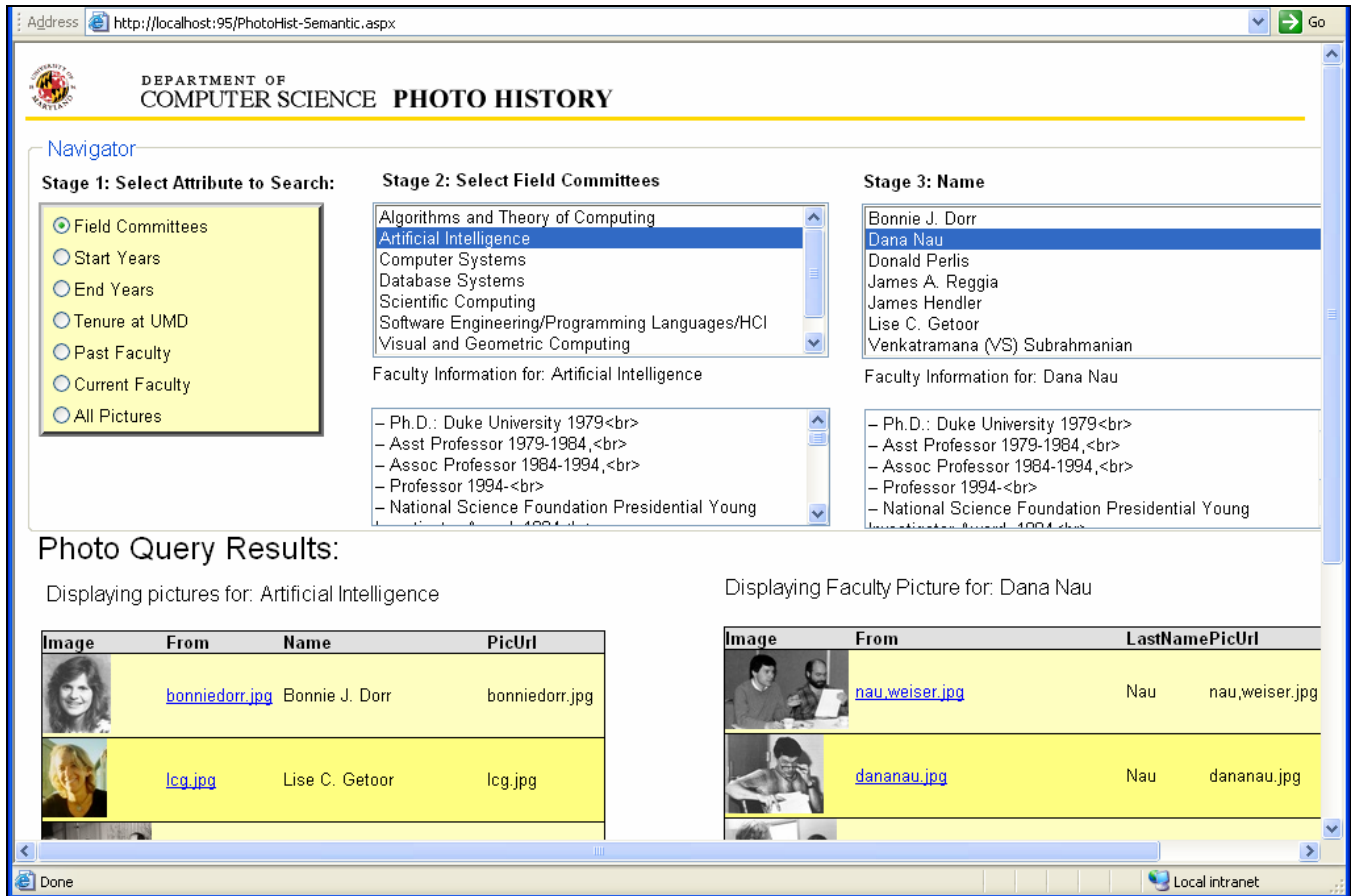 Address http://localhost:95/PhotoHist-Semantic.aspx Go
DEPARTMENT OF
COMPUTER SCIENCE PHOTO HISTORY
Navigator
Stage 1: Select Attribute to Search:
Field Committees
Start Years
End Years
Tenure at UMD
Past Faculty
Current Faculty
All Pictures
Stage 2: Select Field Committees
Algorithms and Theory of Computing
Artificial Intelligence
Computer Systems
Database Systems
Scientific Computing
Software Engineering/Programming Languages/HCI
Visual and Geometric Computing
Faculty Information for: Artificial Intelligence
– Ph.D.: Duke University 1979<br>
– Asst Professor 1979-1984,<br>
– Assoc Professor 1984-1994,<br>
– Professor 1994-<br>
– National Science Foundation Presidential Young
Stage 3: Name
Bonnie J. Dorr
Dana Nau
Donald Perlis
James A. Reggia
James Hendler
Lise C. Getoor
Venkatramana (VS) Subrahmanian
Faculty Information for: Dana Nau
– Ph.D.: Duke University 1979<br>
– Asst Professor 1979-1984,<br>
– Assoc Professor 1984-1994,<br>
– Professor 1994-<br>
– National Science Foundation Presidential Young
Photo Query Results:
Displaying pictures for: Artificial Intelligence
Image From Name PicUrl
bonniedorr.jpg Bonnie J. Dorr bonniedorr.jpg
lcg.jpg Lise C. Getoor lcg.jpg
Displaying Faculty Picture for: Dana Nau
Image From LastNamePicUrl
nau,weiser.jpg Nau nau,weiser.jpg
dananau.jpg Nau dananau.jpg
Done Local intranet